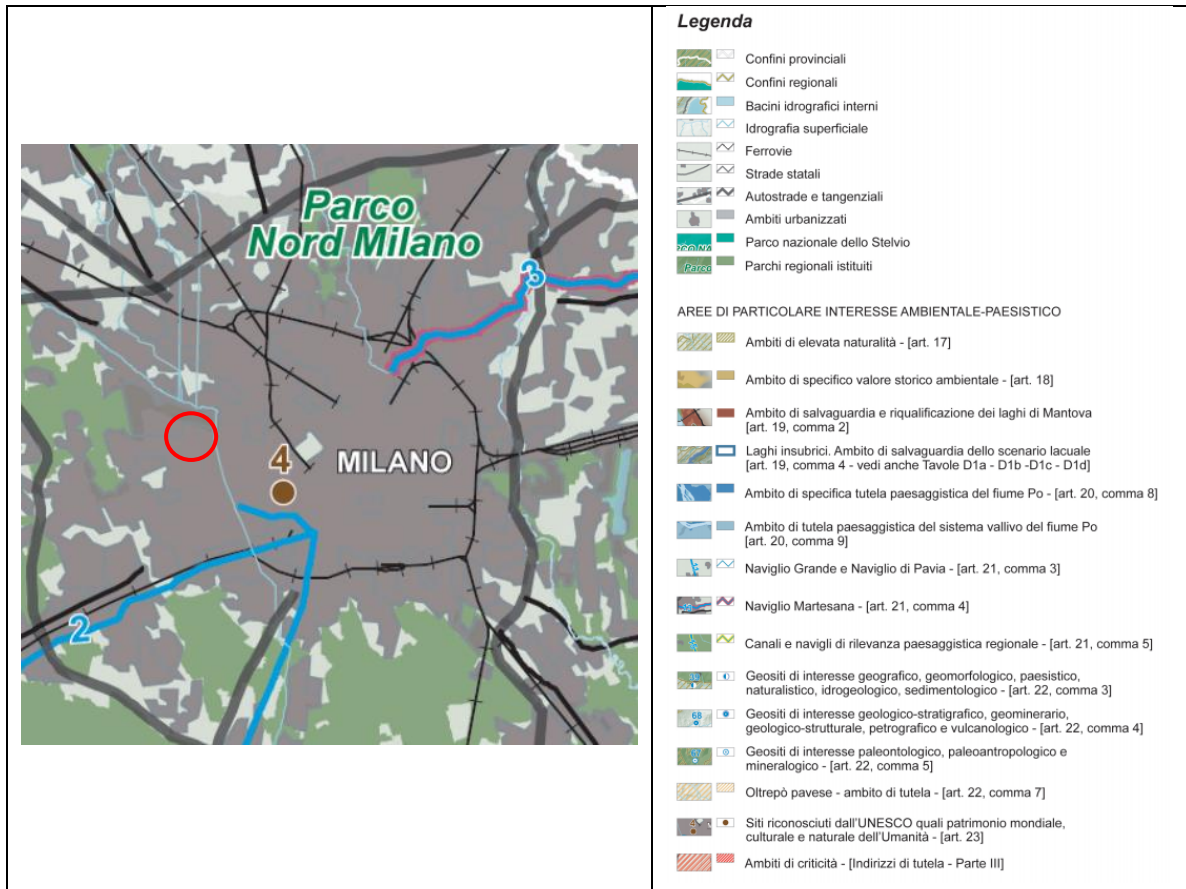 Parco
Nord Milano
3
4
MILANO
2
Legenda
Confini provinciali
Confini regionali
Bacini idrografici interni
Idrografia superficiale
Ferrovie
Strade statali
Autostrade e tangenziali
Ambiti urbanizzati
Parco nazionale dello Stelvio
Parco
Parchi regionali istituiti
AREE DI PARTICOLARE INTERESSE AMBIENTALE-PAESISTICO
Ambiti di elevata naturalità - [art. 17]
Ambito di specifico valore storico ambientale - [art. 18]
Ambito di salvaguardia e riqualificazione dei laghi di Mantova
[art. 19, comma 2]
Laghi insubrici. Ambito di salvaguardia dello scenario lacuale
[art. 19, comma 4 - vedi anche Tavole D1a - D1b -D1c - D1d]
Ambito di specifica tutela paesaggistica del fiume Po - [art. 20, comma 8]
Ambito di tutela paesaggistica del sistema vallivo del fiume Po
[art. 20, comma 9]
Naviglio Grande e Naviglio di Pavia - [art. 21, comma 3]
Naviglio Martesana - [art. 21, comma 4]
Canali e navigli di rilevanza paesaggistica regionale - [art. 21, comma 5]
Geositi di interesse geografico, geomorfologico, paesistico,
naturalistico, idrogeologico, sedimentologico - [art. 22, comma 3]
68
Geositi di interesse geologico-stratigrafico, geominerario,
geologico-strutturale, petrografico e vulcanologico - [art. 22, comma 4]
Geositi di interesse paleontologico, paleoantropologico e
mineralogico - [art. 22, comma 5]
Oltrepò pavese - ambito di tutela - [art. 22, comma 7]
Siti riconosciuti dall'UNESCO quali patrimonio mondiale,
culturale e naturale dell'Umanità - [art. 23]
Ambiti di criticità - [Indirizzi di tutela - Parte III]